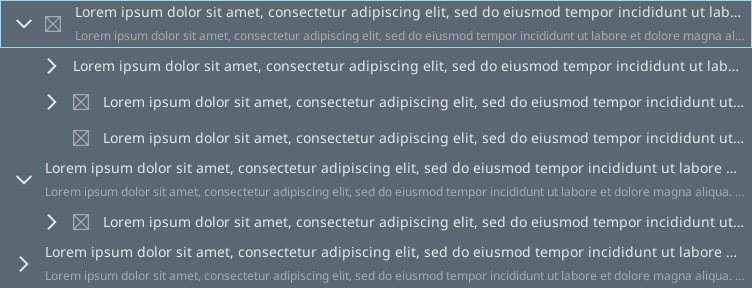 Lorem ipsum dolor sit amet, consectetur adipiscing elit, sed do eiusmod tempor incididunt ut lab...
Lorem ipsum dolor sit amet, consectetur adipiscing elit, sed do eiusmod tempor incididunt ut labore et dolore magna al...
Lorem ipsum dolor sit amet, consectetur adipiscing elit, sed do eiusmod tempor incididunt ut lab...
Lorem ipsum dolor sit amet, consectetur adipiscing elit, sed do eiusmod tempor incididunt ut...
Lorem ipsum dolor sit amet, consectetur adipiscing elit, sed do eiusmod tempor incididunt ut...
Lorem ipsum dolor sit amet, consectetur adipiscing elit, sed do eiusmod tempor incididunt ut labore ...
Lorem ipsum dolor sit amet, consectetur adipiscing elit, sed do eiusmod tempor incididunt ut labore et dolore magna aliqua. ...
Lorem ipsum dolor sit amet, consectetur adipiscing elit, sed do eiusmod tempor incididunt ut...
Lorem ipsum dolor sit amet, consectetur adipiscing elit, sed do eiusmod tempor incididunt ut labore ...
Lorem ipsum dolor sit amet, consectetur adipiscing elit, sed do eiusmod tempor incididunt ut labore et dolore magna aliqua. ...